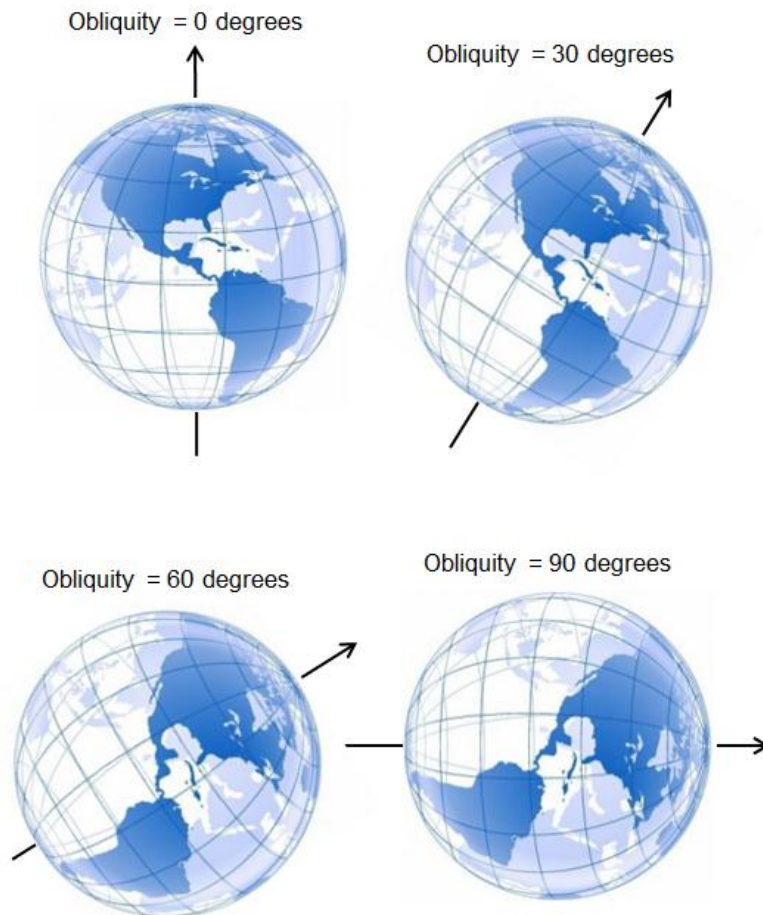 Obliquity = 0 degrees
Obliquity = 30 degrees
Obliquity = 60 degrees
Obliquity = 90 degrees